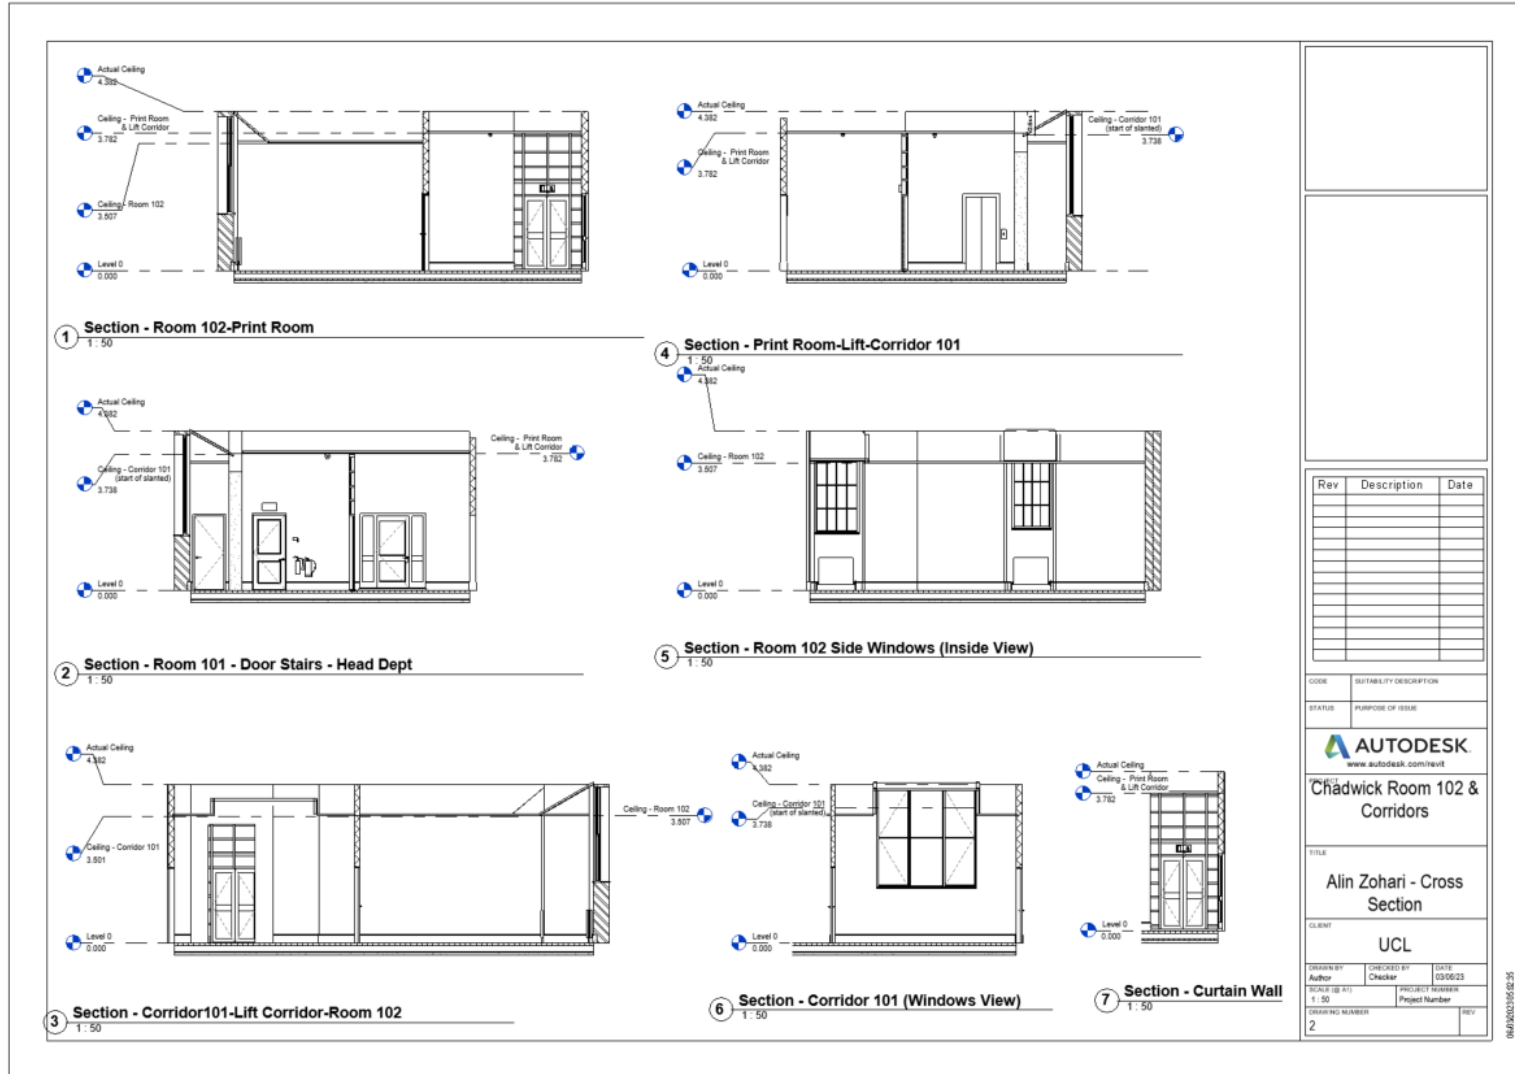 Actual Ceiling
4.382
Ceiling - Print Room
& Lift Corridor
3.782
Ceiling - Room 102
3.507
Level 0
0.000
1 Section - Room 102-Print Room
1 : 50
Actual Ceiling
4.382
Ceiling - Print Room
& Lift Corridor
3.782
Ceiling - Corridor 101
(start of slanted)
3.738
Level 0
0.000
4 Section - Print Room-Lift-Corridor 101
1 : 50
Actual Ceiling
4.382
Ceiling - Corridor 101
(start of slanted)
3.738
Ceiling - Print Room
& Lift Corridor
3.782
Level 0
0.000
2 Section - Room 101 - Door Stairs - Head Dept
1 : 50
Actual Ceiling
4.382
Ceiling - Room 102
3.507
Level 0
0.000
5 Section - Room 102 Side Windows (Inside View)
1 : 50
Actual Ceiling
4.382
Ceiling - Corridor 101
3.501
Ceiling - Room 102
3.507
Level 0
0.000
3 Section - Corridor101-Lift Corridor-Room 102
1 : 50
Actual Ceiling
4.382
Ceiling - Corridor 101
(start of slanted)
3.738
Level 0
0.000
6 Section - Corridor 101 (Windows View)
1 : 50
Actual Ceiling
Ceiling - Print Room
& Lift Corridor
3.782
Level 0
0.000
7 Section - Curtain Wall
1 : 50
Rev Description Date
CODE SUITABILITY DESCRIPTION
STATUS PURPOSE OF ISSUE
AUTODESK.
www.autodesk.com/revit
PROJECT
Chadwick Room 102 &
Corridors
TITLE
Alin Zohari - Cross
Section
CLIENT
UCL
DRAWN BY CHECKED BY DATE
Author Checker 03/06/23
SCALE (@ A1) PROJECT NUMBER
1 : 50 Project Number
DRAWING NUMBER REV
2